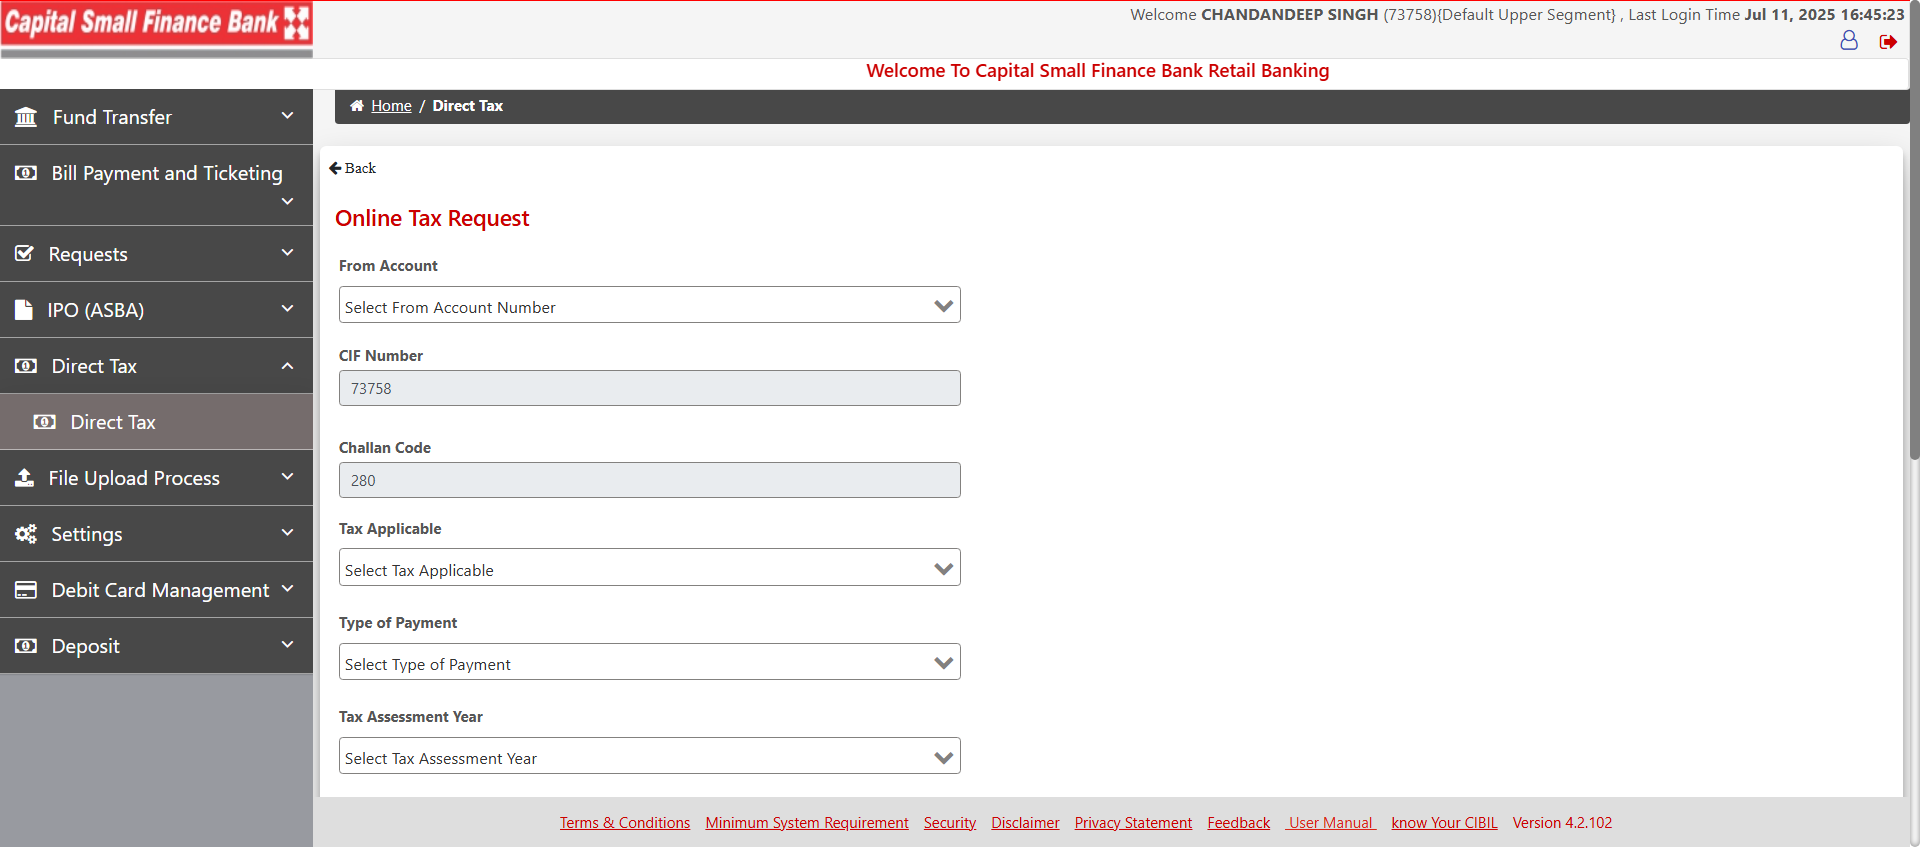 Capital Small Finance Bank
Welcome CHANDANDEEP SINGH (73758){Default Upper Segment} , Last Login Time Jul 11, 2025 16:45:23
Welcome To Capital Small Finance Bank Retail Banking
Fund Transfer
Bill Payment and Ticketing
Requests
IPO (ASBA)
Direct Tax
Direct Tax
File Upload Process
Settings
Debit Card Management
Deposit
Home / Direct Tax
Back
Online Tax Request
From Account
Select From Account Number
CIF Number
73758
Challan Code
280
Tax Applicable
Select Tax Applicable
Type of Payment
Select Type of Payment
Tax Assessment Year
Select Tax Assessment Year
Terms & Conditions Minimum System Requirement Security Disclaimer Privacy Statement Feedback User Manual know Your CIBIL Version 4.2.102